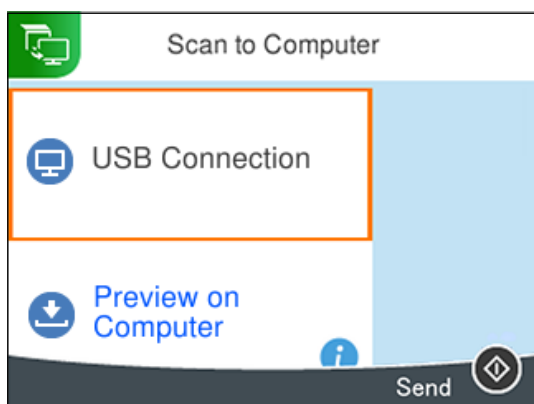 Scan to Computer
USB Connection
Preview on
Computer
i
Send